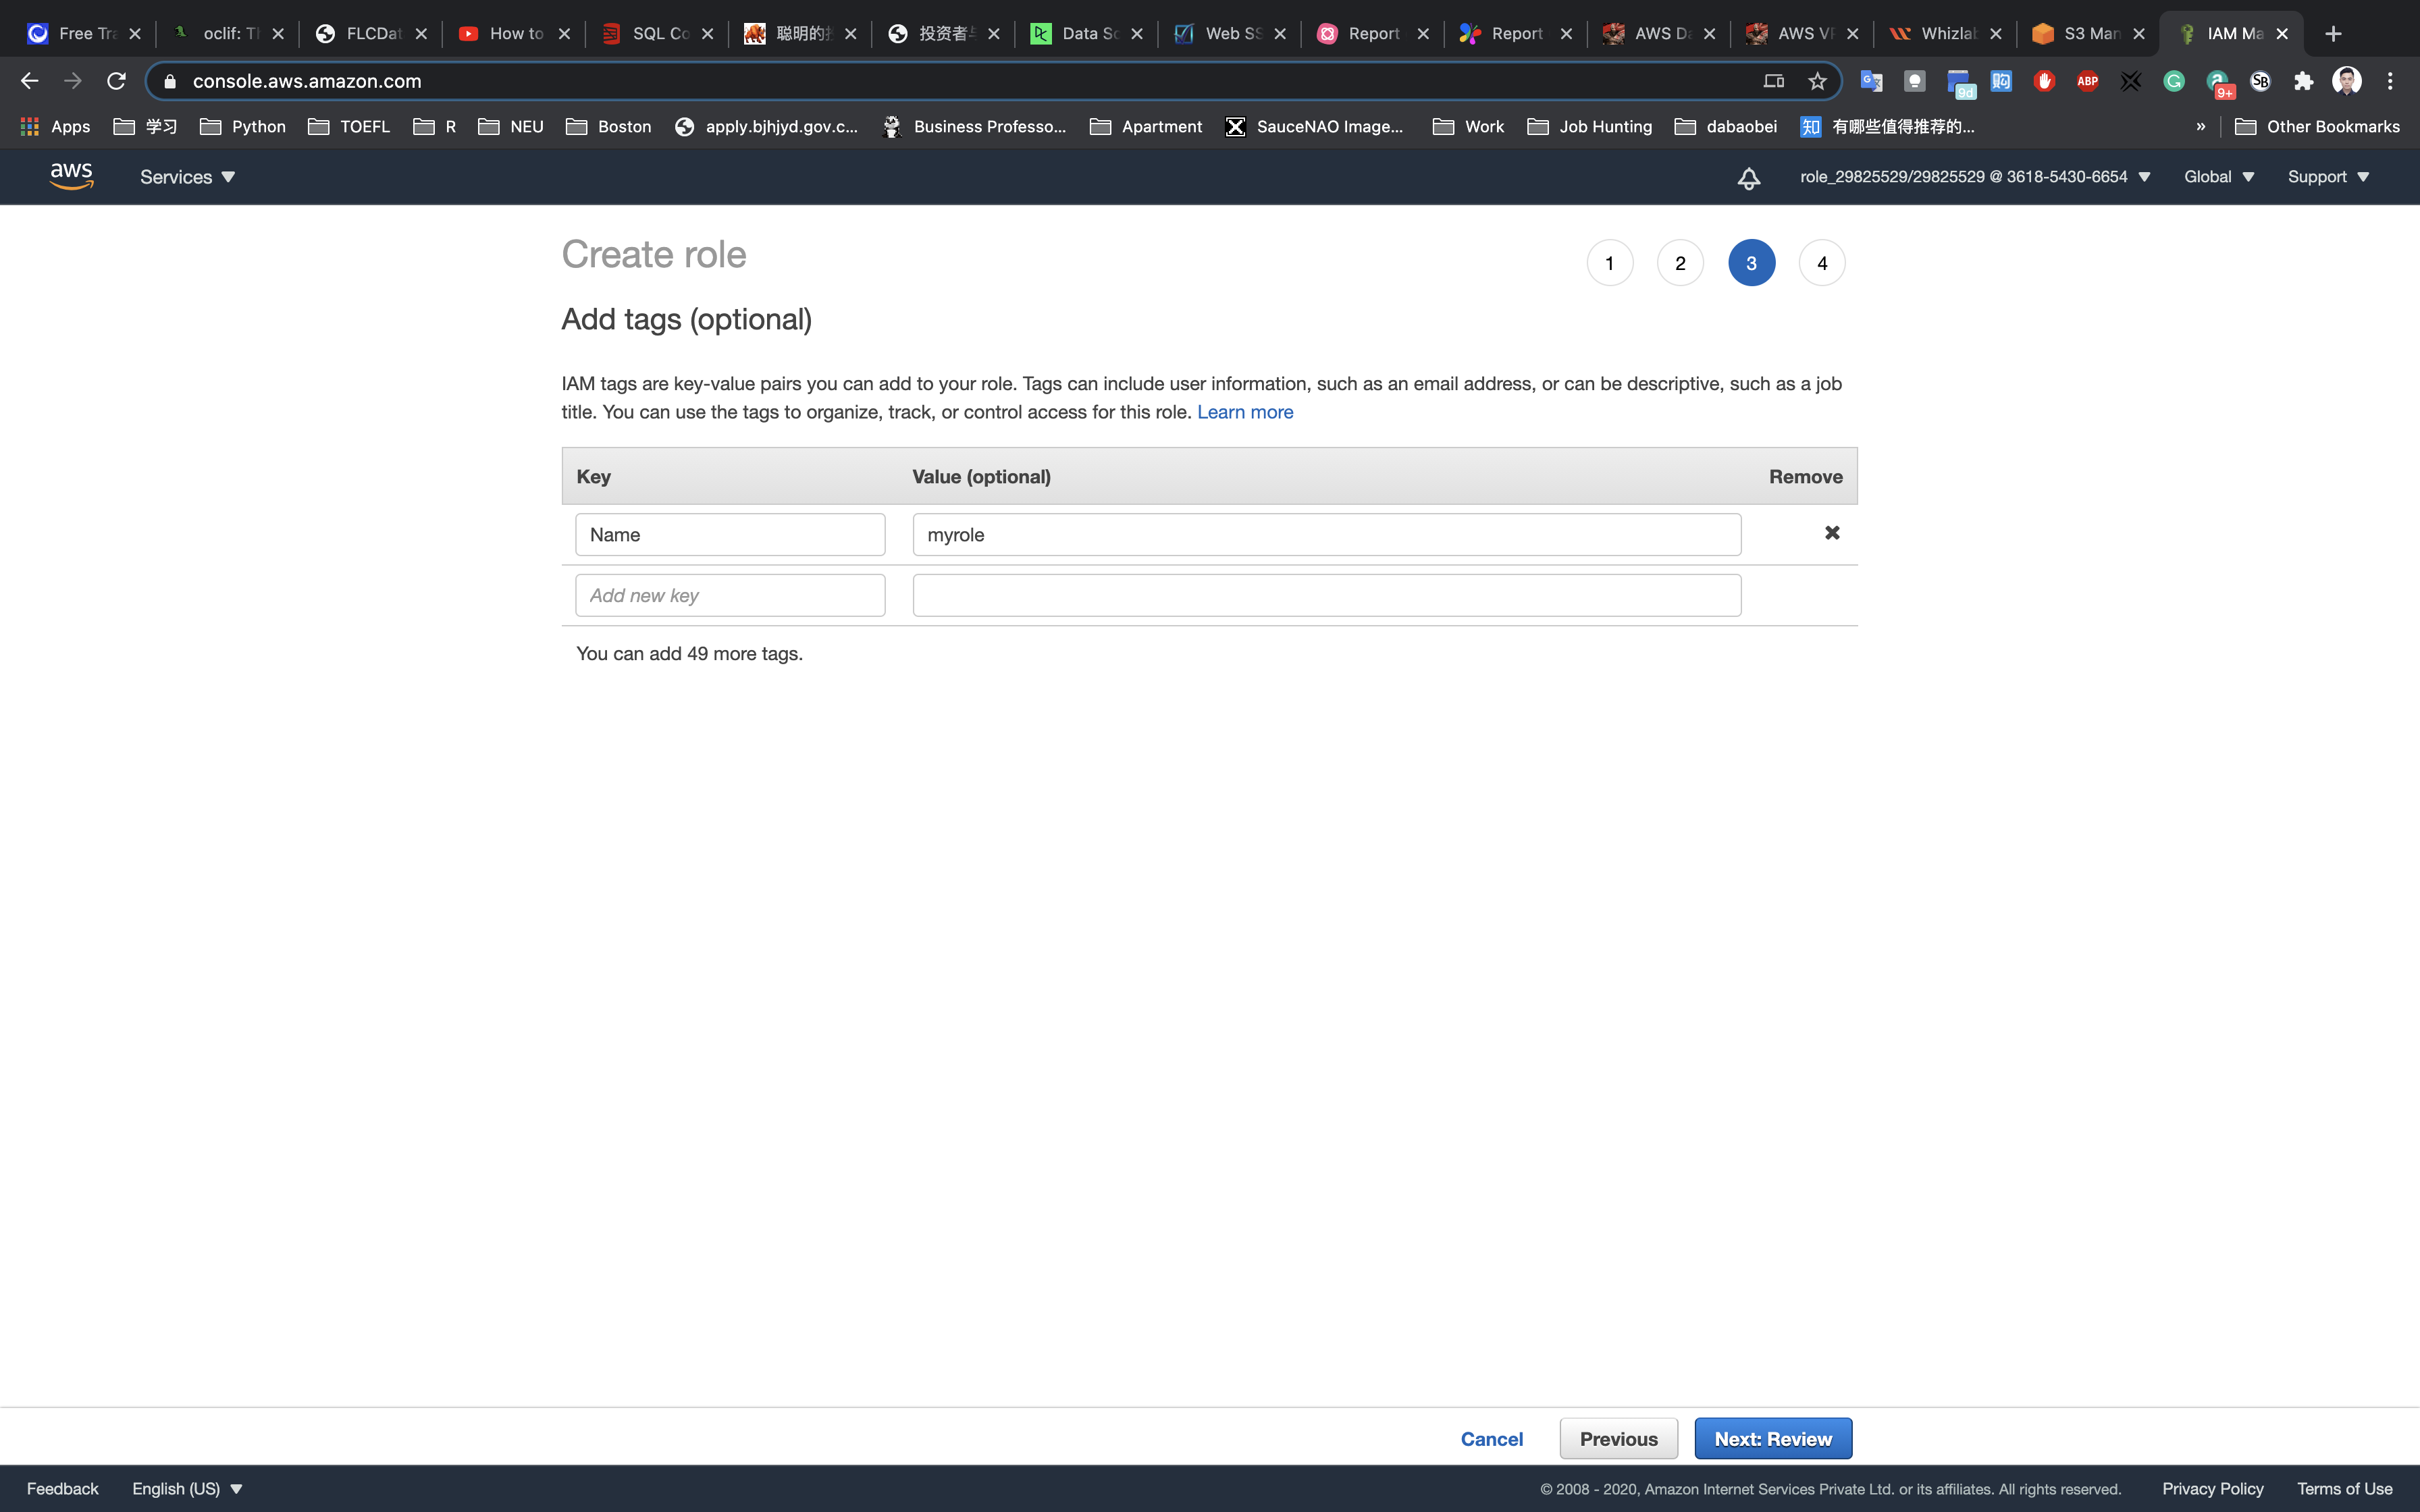 Free Tra
oclif: Th
FLCDat
How to
SQL Co
聪明的
投资者
Data Sc
Web SS
Report
Report
AWS Da
AWS VP
Whizlab
S3 Man
IAM Ma
console.aws.amazon.com
9d
购
ABP
9+
SB
Apps
学习
Python
TOEFL
R
NEU
Boston
apply.bjhjyd.gov.c...
Business Professo...
Apartment
SauceNAO Image...
Work
Job Hunting
dabaobei
知 有哪些值得推荐的...
»
Other Bookmarks
aws
Services
role_29825529/29825529 @ 3618-5430-6654
Global
Support
Create role
1 2 3 4
Add tags (optional)
IAM tags are key-value pairs you can add to your role. Tags can include user information, such as an email address, or can be descriptive, such as a job
title. You can use the tags to organize, track, or control access for this role. Learn more
Key Value (optional) Remove
Name myrole
Add new key
You can add 49 more tags.
Cancel Previous Next: Review
Feedback English (US) © 2008 - 2020, Amazon Internet Services Private Ltd. or its affiliates. All rights reserved. Privacy Policy Terms of Use